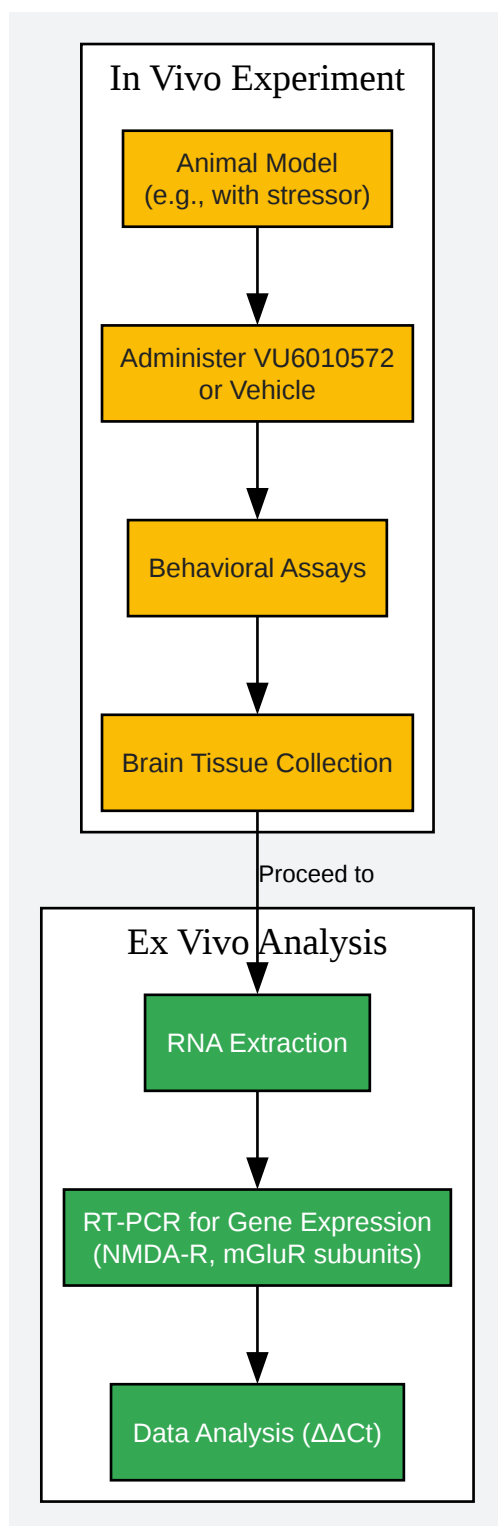 In Vivo Experiment
Animal Model
(e.g., with stressor)
Administer VU6010572
or Vehicle
Behavioral Assays
Brain Tissue Collection
Proceed to
Ex Vivo Analysis
RNA Extraction
RT-PCR for Gene Expression
(NMDA-R, mGluR subunits)
Data Analysis (ΔΔCt)